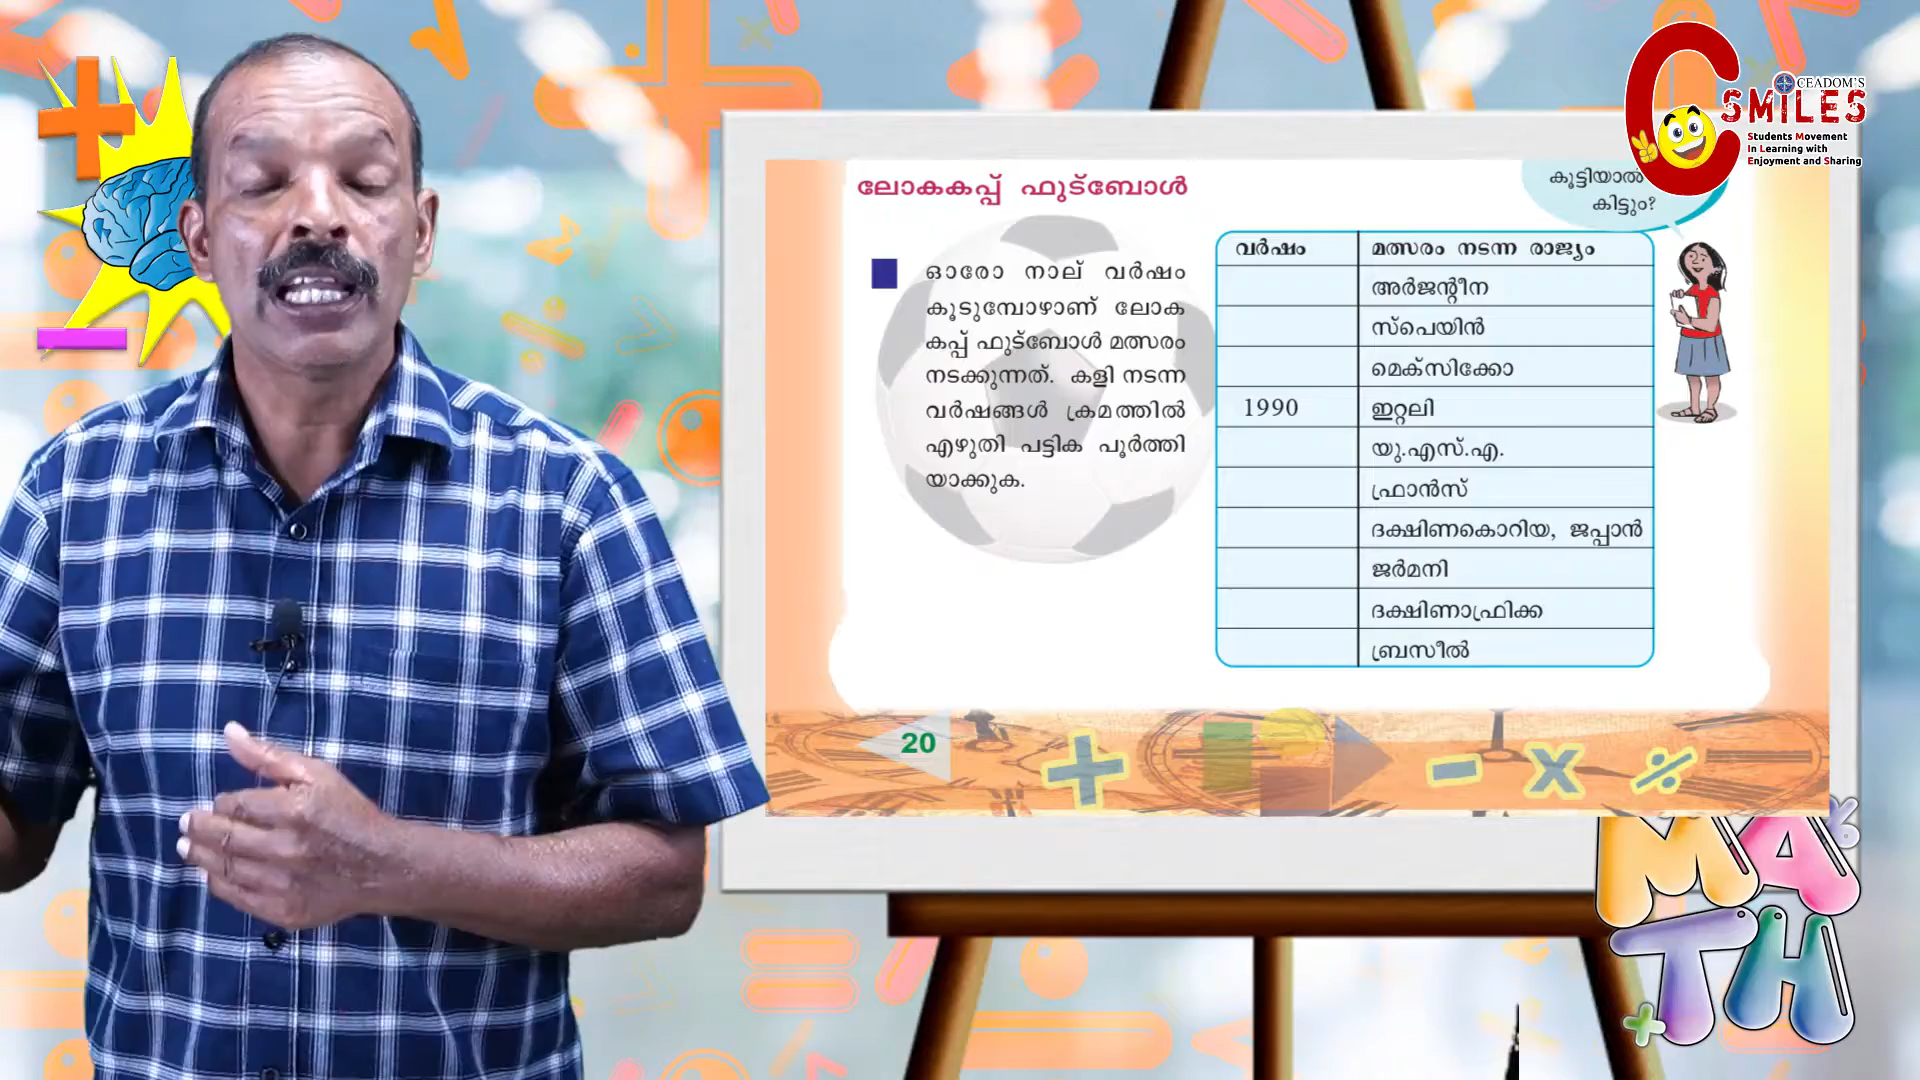 CEADOM'S
SMILES
Students Movement
In Learning with
Enjoyment and Sharing
ലോകകപ്പ് ഫുട്ബോൾ
കൂട്ടിയാൽ
കിട്ടും?
ഓരോ നാല് വർഷം
കൂടുമ്പോഴാണ് ലോക
കപ്പ് ഫുട്ബോൾ മത്സരം
നടക്കുന്നത്. കളി നടന്ന
വർഷങ്ങൾ ക്രമത്തിൽ
എഴുതി പട്ടിക പൂർത്തി
യാക്കുക.
വർഷം മത്സരം നടന്ന രാജ്യം
അർജന്റീന
സ്പെയിൻ
മെക്സിക്കോ
1990 ഇറ്റലി
യു.എസ്.എ.
ഫ്രാൻസ്
ദക്ഷിണകൊറിയ, ജപ്പാൻ
ജർമനി
ദക്ഷിണാഫ്രിക്ക
ബ്രസീൽ
20
+ - x ÷
MATH